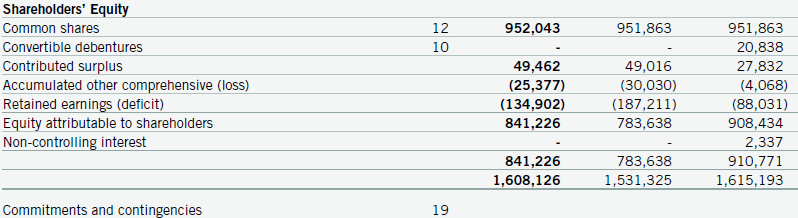 Shareholders' Equity
Common shares 12 952,043 951,863 951,863
Convertible debentures 10 - - 20,838
Contributed surplus 49,462 49,016 27,832
Accumulated other comprehensive (loss) (25,377) (30,030) (4,068)
Retained earnings (deficit) (134,902) (187,211) (88,031)
Equity attributable to shareholders 841,226 783,638 908,434
Non-controlling interest - - 2,337
841,226 783,638 910,771
1,608,126 1,531,325 1,615,193
Commitments and contingencies 19